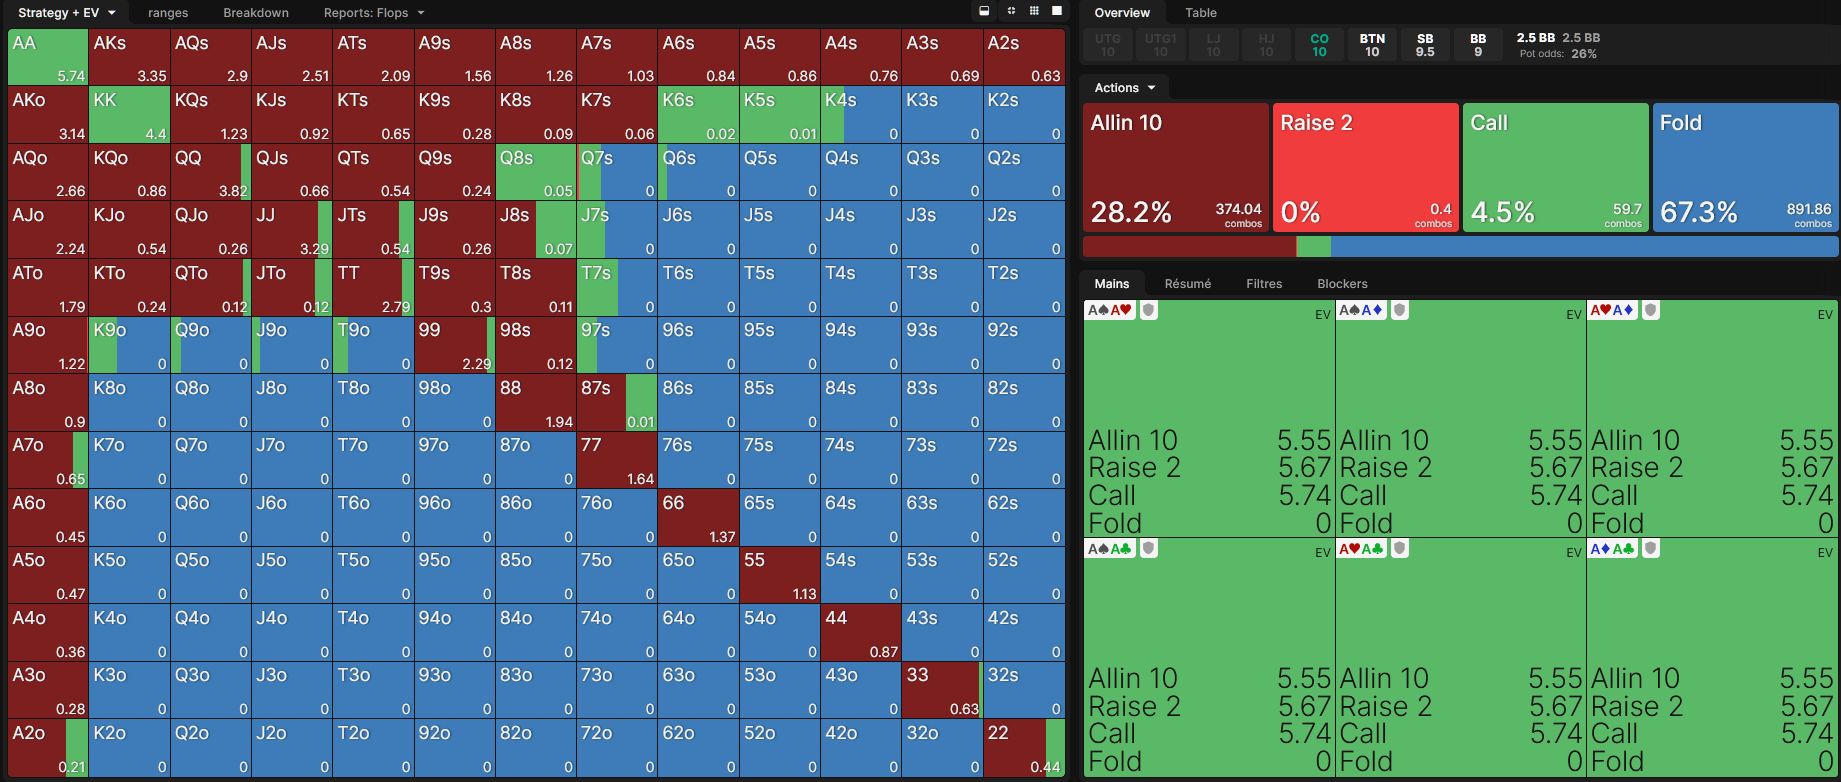 Strategy + EV ranges Breakdown Reports: Flops
AA AKs AQs AJs ATs A9s A8s A7s A6s A5s A4s A3s A2s
5.74 3.35 2.9 2.51 2.09 1.56 1.26 1.03 0.84 0.86 0.76 0.69 0.63
AKo KK KQs KJs KTs K9s K8s K7s K6s K5s K4s K3s K2s
3.14 4.4 1.23 0.92 0.65 0.28 0.09 0.06 0.02 0.01 0 0 0
AQo KQo QQ QJs QTs Q9s Q8s Q7s Q6s Q5s Q4s Q3s Q2s
2.66 0.86 3.82 0.66 0.54 0.24 0.05 0 0 0 0 0 0
AJo KJo QJo JJ JTs J9s J8s J7s J6s J5s J4s J3s J2s
2.24 0.54 0.26 3.29 0.54 0.26 0.07 0 0 0 0 0 0
ATo KTo QTo JTo TT T9s T8s T7s T6s T5s T4s T3s T2s
1.79 0.24 0.12 0.12 2.79 0.3 0.11 0 0 0 0 0 0
A9o K9o Q9o J9o T9o 99 98s 97s 96s 95s 94s 93s 92s
1.22 0 0 0 0 2.29 0.12 0 0 0 0 0 0
A8o K8o Q8o J8o T8o 98o 88 87s 86s 85s 84s 83s 82s
0.9 0 0 0 0 0 1.94 0.01 0 0 0 0 0
A7o K7o Q7o J7o T7o 97o 87o 77 76s 75s 74s 73s 72s
0.65 0 0 0 0 0 0 1.64 0 0 0 0 0
A6o K6o Q6o J6o T6o 96o 86o 76o 66 65s 64s 63s 62s
0.45 0 0 0 0 0 0 0 1.37 0 0 0 0
A5o K5o Q5o J5o T5o 95o 85o 75o 65o 55 54s 53s 52s
0.47 0 0 0 0 0 0 0 0 1.13 0 0 0
A4o K4o Q4o J4o T4o 94o 84o 74o 64o 54o 44 43s 42s
0.36 0 0 0 0 0 0 0 0 0 0.87 0 0
A3o K3o Q3o J3o T3o 93o 83o 73o 63o 53o 43o 33 32s
0.28 0 0 0 0 0 0 0 0 0 0 0.63 0
A2o K2o Q2o J2o T2o 92o 82o 72o 62o 52o 42o 32o 22
0.21 0 0 0 0 0 0 0 0 0 0 0 0.44
Overview Table
UTG UTG1 LJ HJ CO BTN SB BB 2.5 BB 2.5 BB
10 10 10 10 10 10 9.5 9 Pot odds: 26%
Actions
Allin 10 Raise 2 Call Fold
28.2% 374.04 combos 0% 0.4 combos 4.5% 59.7 combos 67.3% 891.86 combos
Mains Résumé Filtres Blockers
A♠A♥ EV A♠A♦ EV A♥A♦ EV
Allin 10 5.55 Allin 10 5.55 Allin 10 5.55
Raise 2 5.67 Raise 2 5.67 Raise 2 5.67
Call 5.74 Call 5.74 Call 5.74
Fold 0 Fold 0 Fold 0
A♠A♣ EV A♥A♣ EV A♦A♣ EV
Allin 10 5.55 Allin 10 5.55 Allin 10 5.55
Raise 2 5.67 Raise 2 5.67 Raise 2 5.67
Call 5.74 Call 5.74 Call 5.74
Fold 0 Fold 0 Fold 0